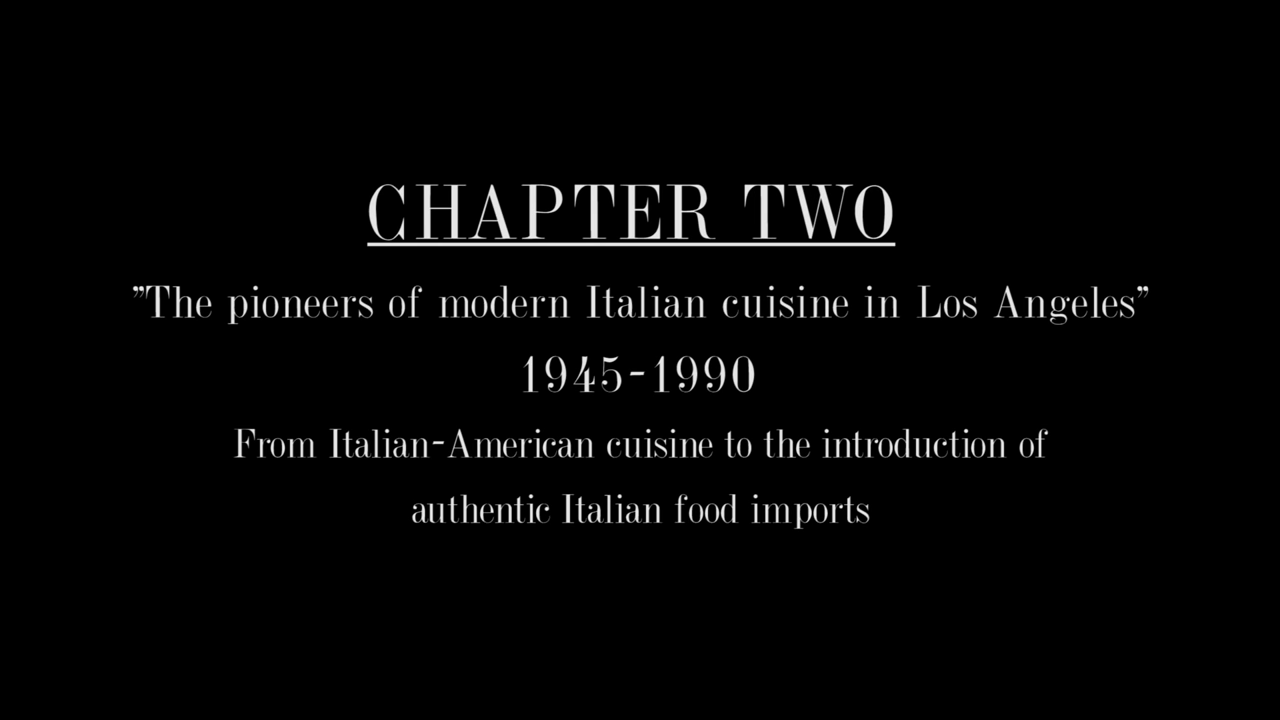 CHAPTER TWO
”The pioneers of modern Italian cuisine in Los Angeles”
1945-1990
From Italian-American cuisine to the introduction of
authentic Italian food imports